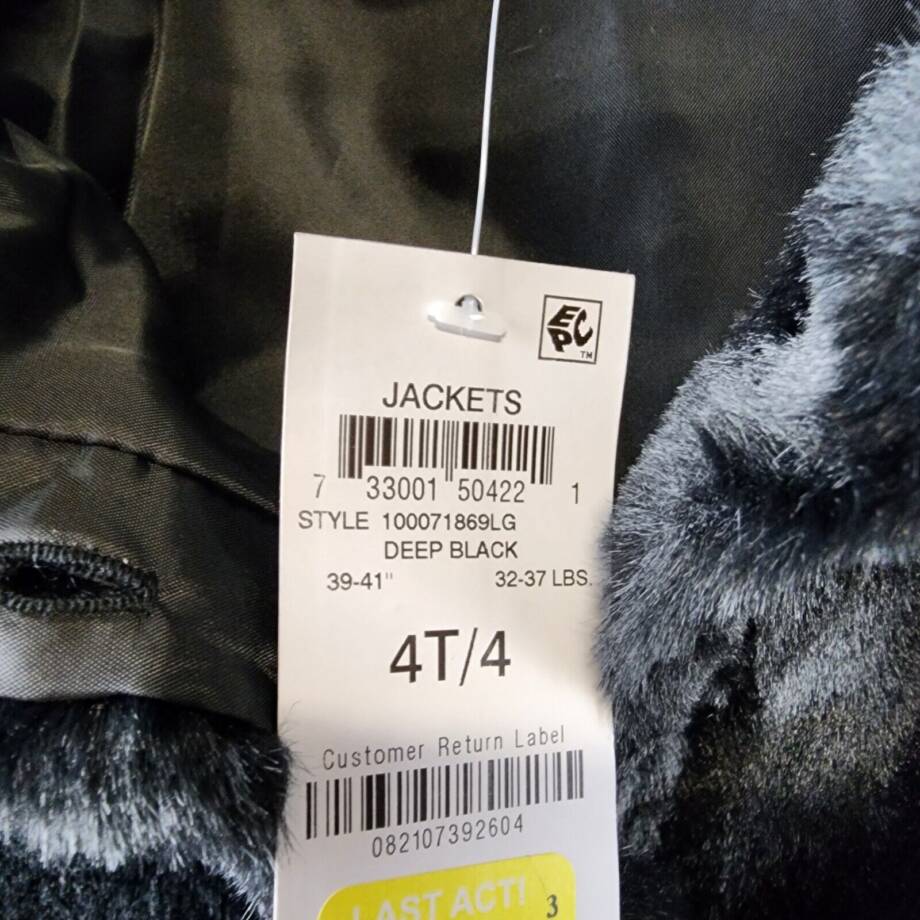 EPC TM
JACKETS
7 33001 50422 1
STYLE 100071869LG
DEEP BLACK
39-41" 32-37 LBS.
4T/4
Customer Return Label
082107392604
LAST ACT! 3